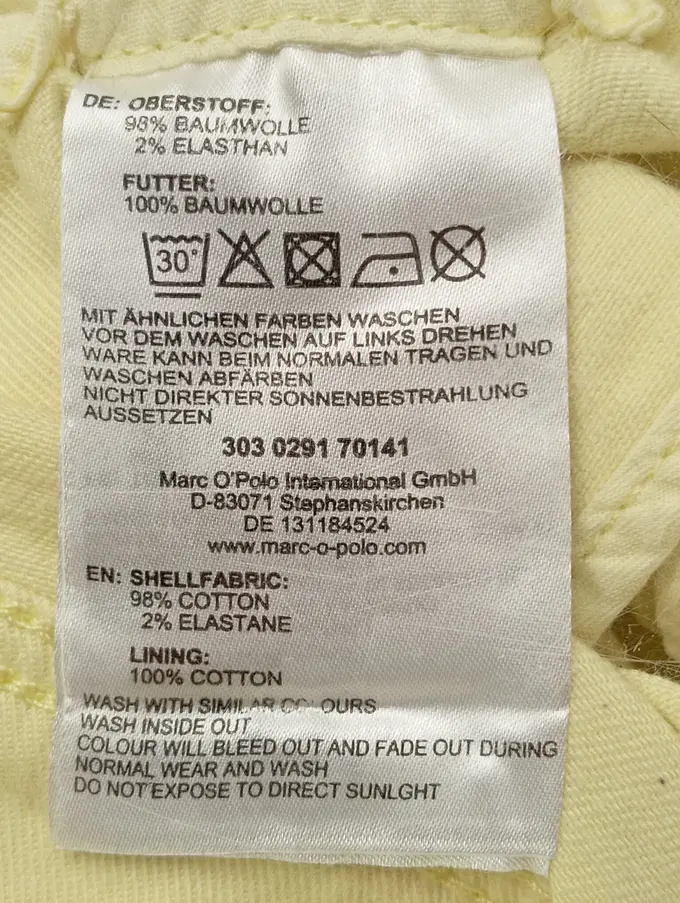 DE: OBERSTOFF:
98% BAUMWOLLE
2% ELASTHAN
FUTTER:
100% BAUMWOLLE
30°
MIT ÄHNLICHEN FARBEN WASCHEN
VOR DEM WASCHEN AUF LINKS DREHEN
WARE KANN BEIM NORMALEN TRAGEN UND
WASCHEN ABFÄRBEN
NICHT DIREKTER SONNENBESTRAHLUNG
AUSSETZEN
303 0291 70141
Marc O'Polo International GmbH
D-83071 Stephanskirchen
DE 131184524
www.marc-o-polo.com
EN: SHELLFABRIC:
98% COTTON
2% ELASTANE
LINING:
100% COTTON
WASH WITH SIMILAR COLOURS
WASH INSIDE OUT
COLOUR WILL BLEED OUT AND FADE OUT DURING
NORMAL WEAR AND WASH
DO NOT EXPOSE TO DIRECT SUNLGHT